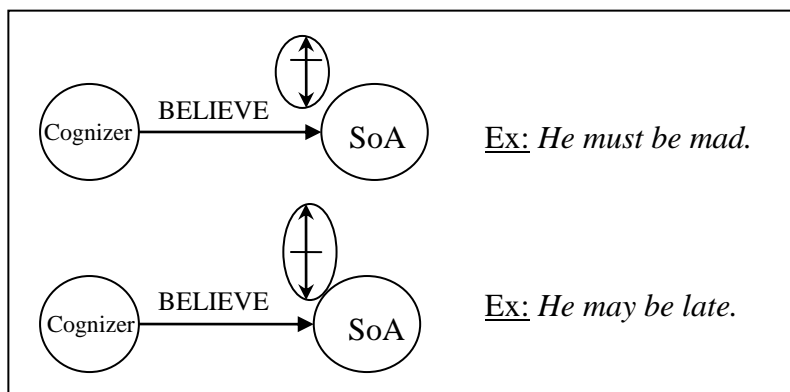 BELIEVE
Cognizer
SoA
Ex: He must be mad.
BELIEVE
Cognizer
SoA
Ex: He may be late.